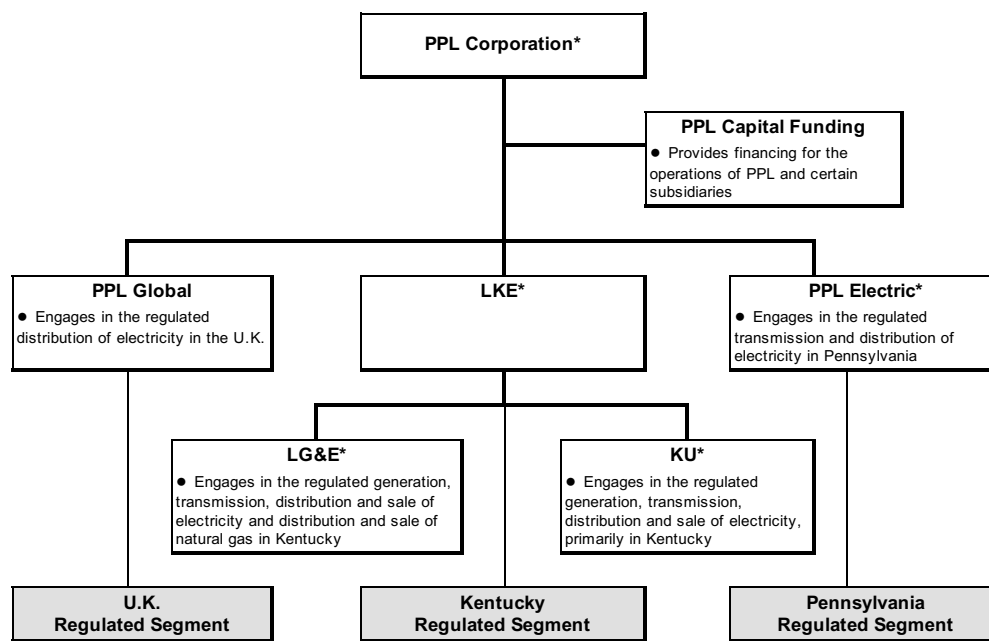 PPL Corporation*
PPL Capital Funding
● Provides financing for the
operations of PPL and certain
subsidiaries
PPL Global
● Engages in the regulated
distribution of electricity in the U.K.
LKE*
PPL Electric*
● Engages in the regulated
transmission and distribution of
electricity in Pennsylvania
LG&E*
● Engages in the regulated generation,
transmission, distribution and sale of
electricity and distribution and sale of
natural gas in Kentucky
KU*
● Engages in the regulated
generation, transmission,
distribution and sale of electricity,
primarily in Kentucky
U.K.
Regulated Segment
Kentucky
Regulated Segment
Pennsylvania
Regulated Segment